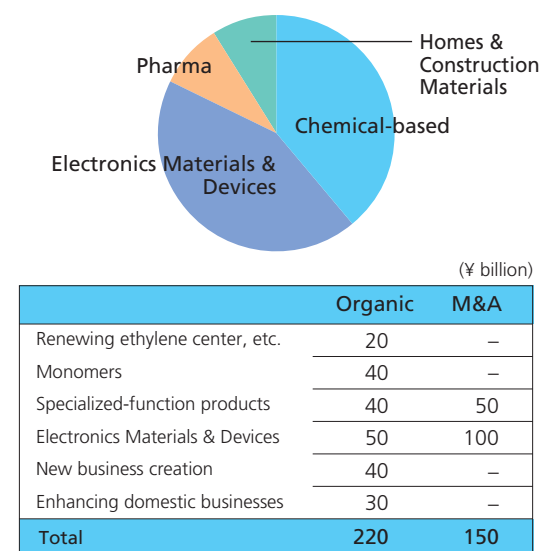 Homes &
Construction
Materials
Pharma
Chemical-based
Electronics Materials &
Devices
(¥ billion)
Organic M&A
Renewing ethylene center, etc. 20 –
Monomers 40 –
Specialized-function products 40 50
Electronics Materials & Devices 50 100
New business creation 40 –
Enhancing domestic businesses 30 –
Total 220 150